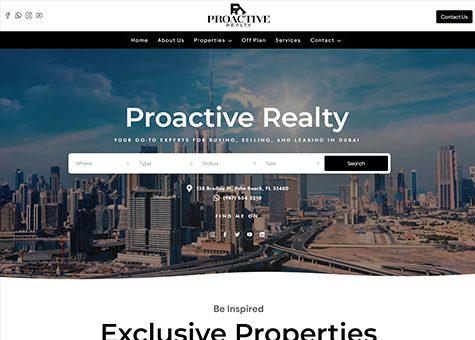 PROACTIVE
REALTY
Contact Us
Home About Us Properties Off Plan Services Contact
Proactive Realty
YOUR GO-TO EXPERTS FOR BUYING, SELLING, AND LEASING IN DUBAI
Where Type Status Size Search
135 Bradley Pl, Palm Beach, FL 33480
(987) 654 3210
FIND ME ON
Be Inspired
Exclusive Properties